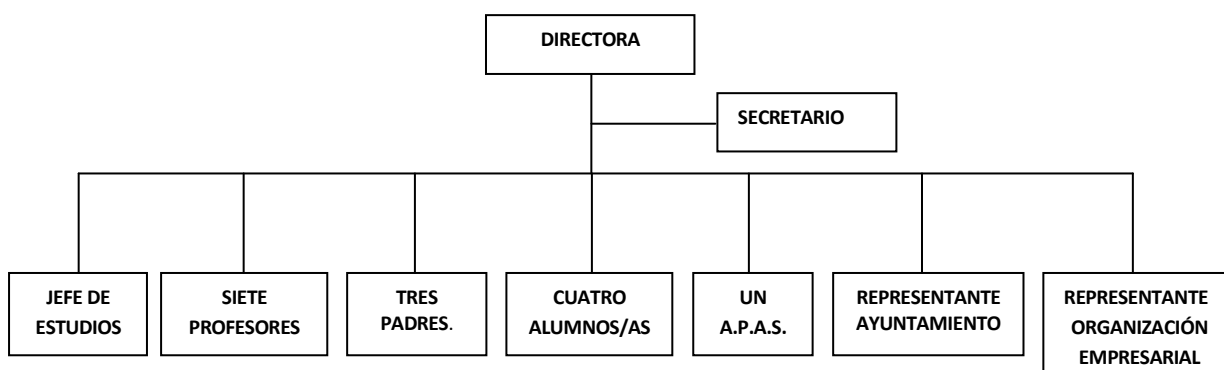 DIRECTORA
SECRETARIO
JEFE DE
ESTUDIOS
SIETE
PROFESORES
TRES
PADRES.
CUATRO
ALUMNOS/AS
UN
A.P.A.S.
REPRESENTANTE
AYUNTAMIENTO
REPRESENTANTE
ORGANIZACIÓN
EMPRESARIAL